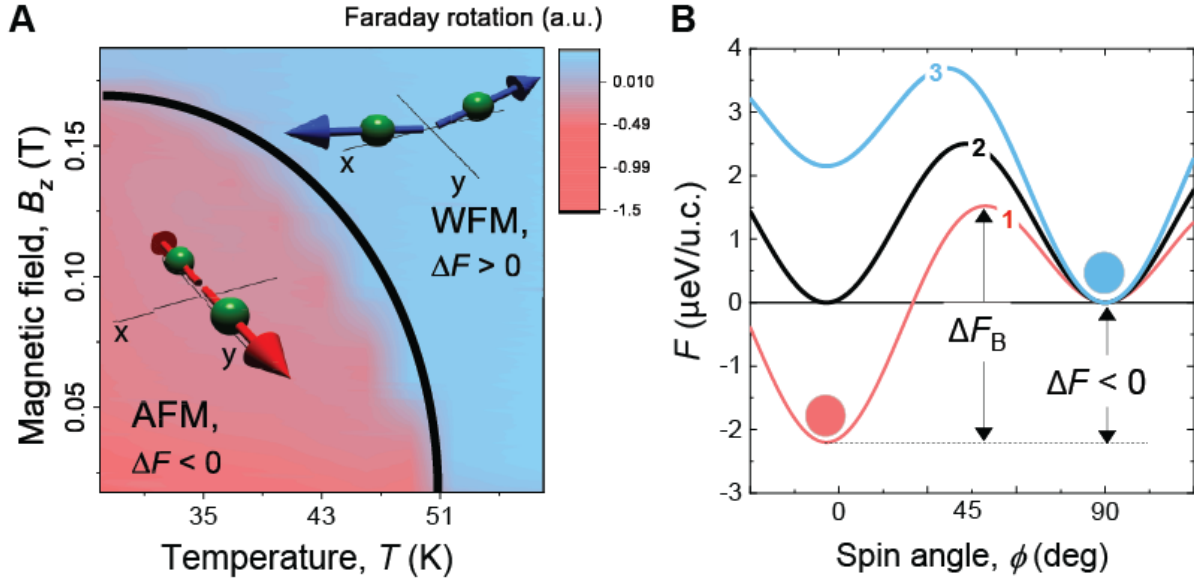 A
Faraday rotation (a.u.)
0.010
-0.49
-0.99
-1.5
Magnetic field, B_z (T)
0.15
0.10
0.05
x
y
WFM,
ΔF > 0
x
y
AFM,
ΔF < 0
35
43
51
Temperature, T (K)
B
F (µeV/u.c.)
4
3
2
1
0
-1
-2
-3
3
2
1
ΔF_B
ΔF < 0
0
45
90
Spin angle, ϕ (deg)